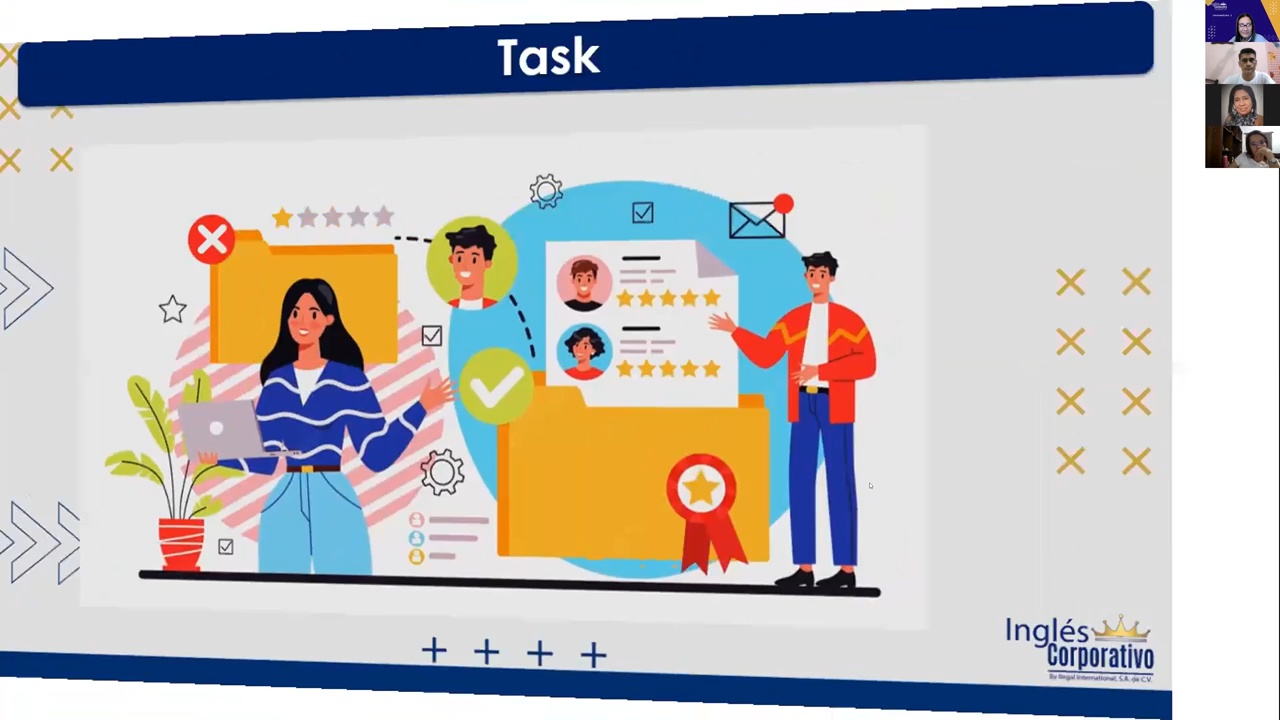 Task
Inglés
Corporativo
By Regal International, S.A. de C.V.